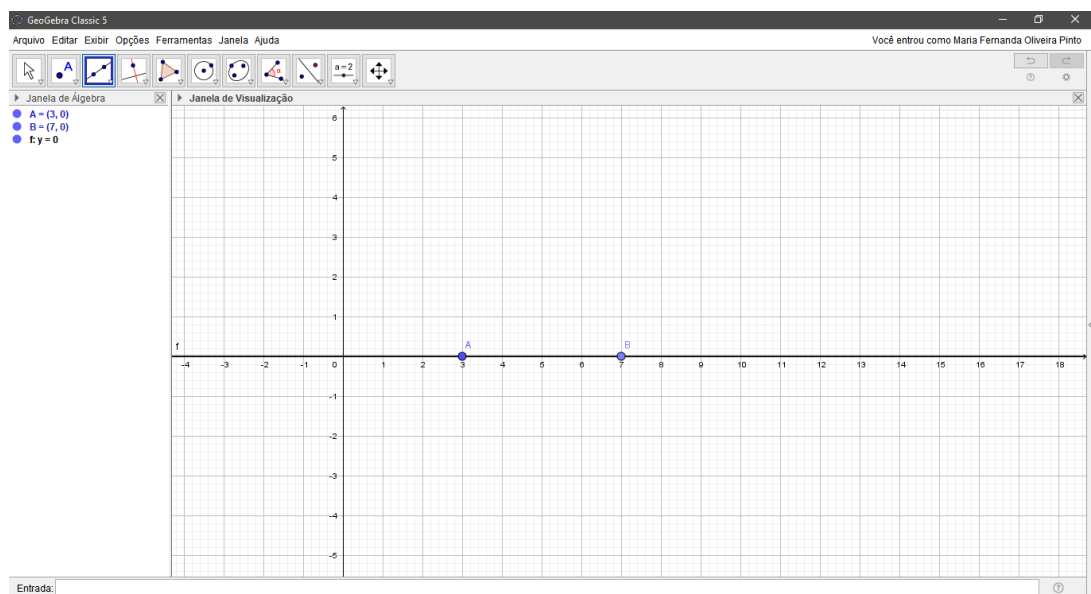 GeoGebra Classic 5
Arquivo Editar Exibir Opções Ferramentas Janela Ajuda
Você entrou como Maria Fernanda Oliveira Pinto
A
a=2
Janela de Álgebra
Janela de Visualização
A = (3, 0)
B = (7, 0)
f: y = 0
6
5
4
3
2
1
f
A
B
-4 -3 -2 -1 0 1 2 3 4 5 6 7 8 9 10 11 12 13 14 15 16 17 18
-1
-2
-3
-4
-5
Entrada: